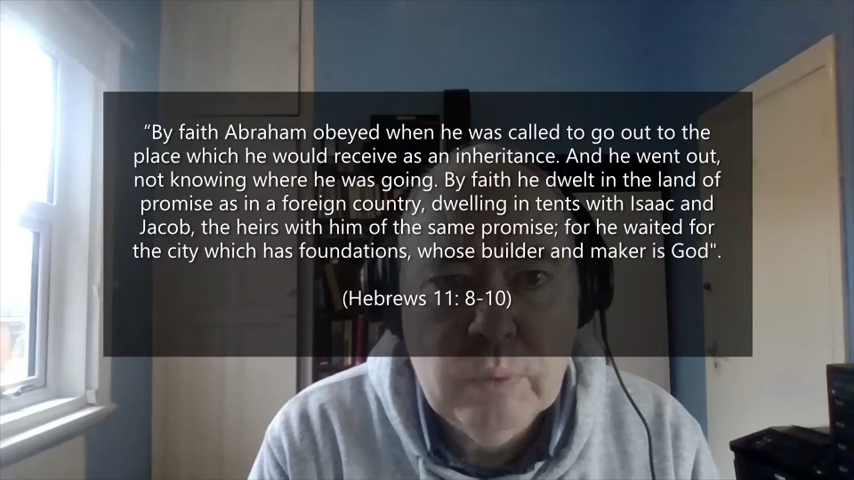 “By faith Abraham obeyed when he was called to go out to the
place which he would receive as an inheritance. And he went out,
not knowing where he was going. By faith he dwelt in the land of
promise as in a foreign country, dwelling in tents with Isaac and
Jacob, the heirs with him of the same promise; for he waited for
the city which has foundations, whose builder and maker is God".
(Hebrews 11: 8-10)